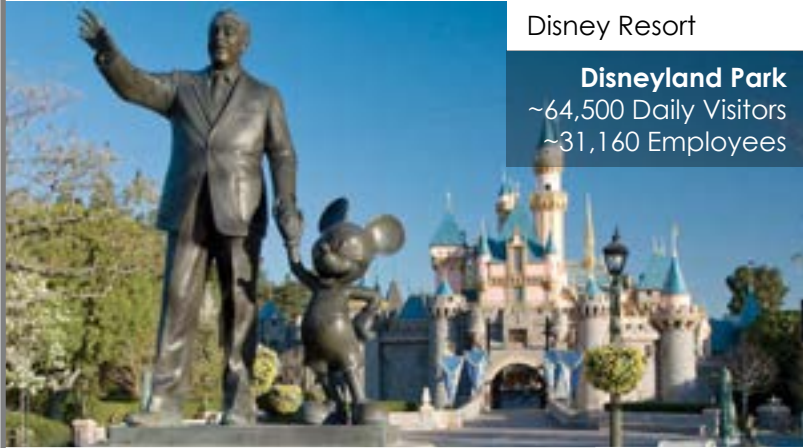 Disney Resort
Disneyland Park
~64,500 Daily Visitors
~31,160 Employees